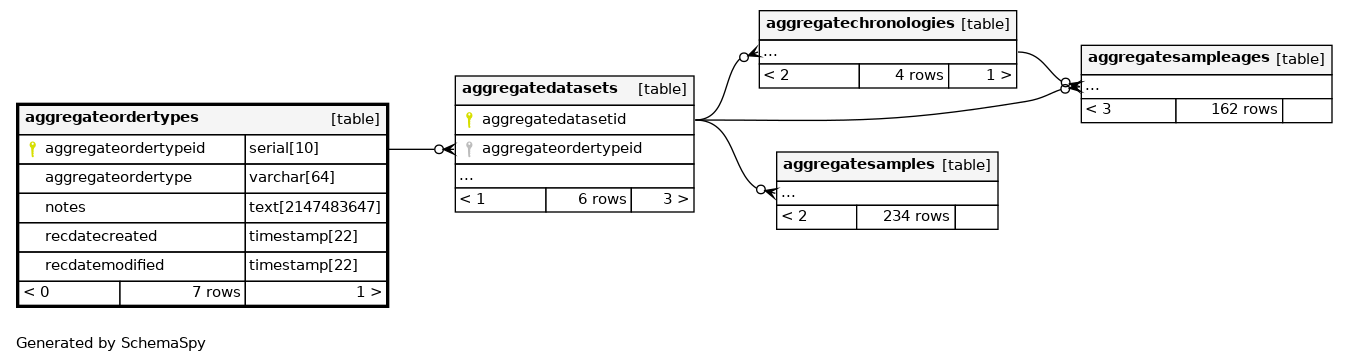 aggregateordertypes [table]
aggregateordertypeid serial[10]
aggregateordertype varchar[64]
notes text[2147483647]
recdatecreated timestamp[22]
recdatemodified timestamp[22]
< 0 7 rows 1 >
aggregatedatasets [table]
aggregatedatasetid
aggregateordertypeid
...
< 1 6 rows 3 >
aggregatechronologies [table]
...
< 2 4 rows 1 >
aggregatesamples [table]
...
< 2 234 rows
aggregatesampleages [table]
...
< 3 162 rows
Generated by SchemaSpy